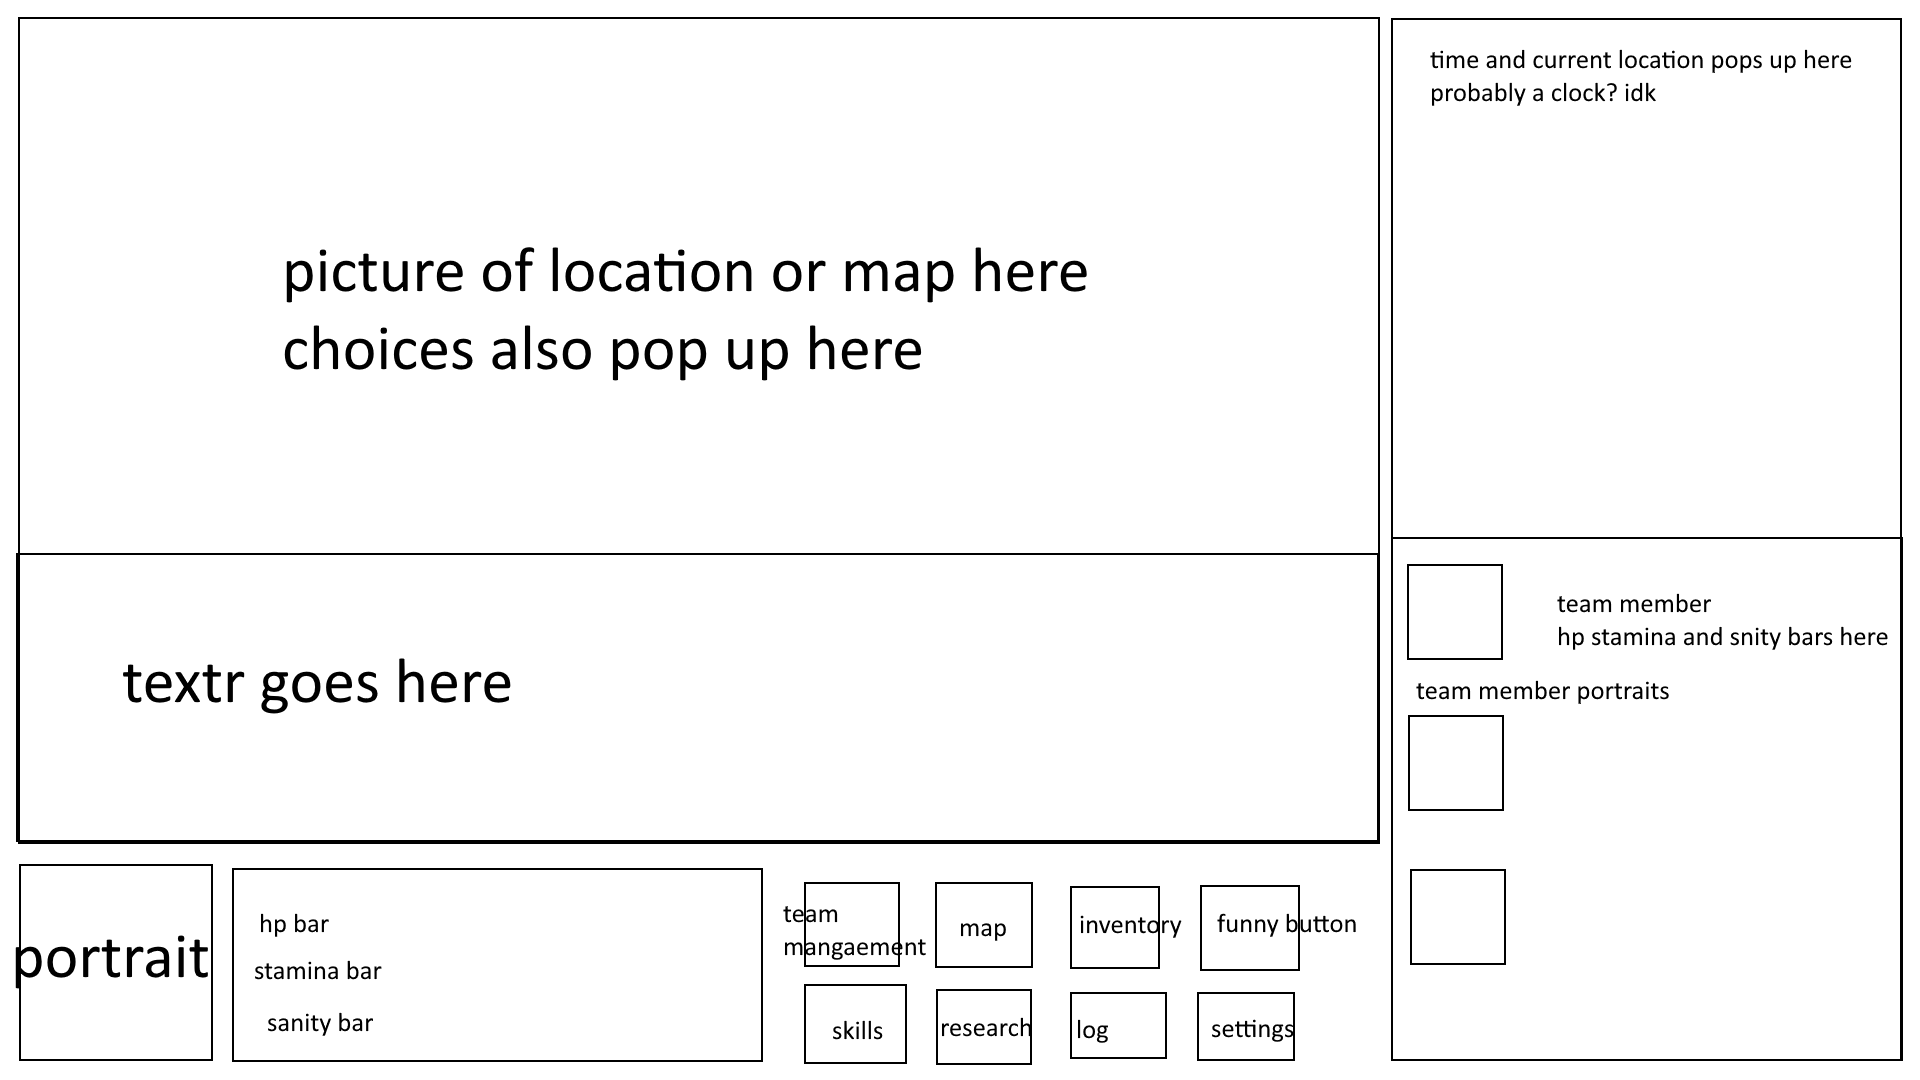 time and current location pops up here
probably a clock? idk
picture of location or map here
choices also pop up here
team member
hp stamina and snity bars here
team member portraits
textr goes here
portrait
hp bar
stamina bar
sanity bar
team
mangaement
map
inventory
funny button
skills
research
log
settings